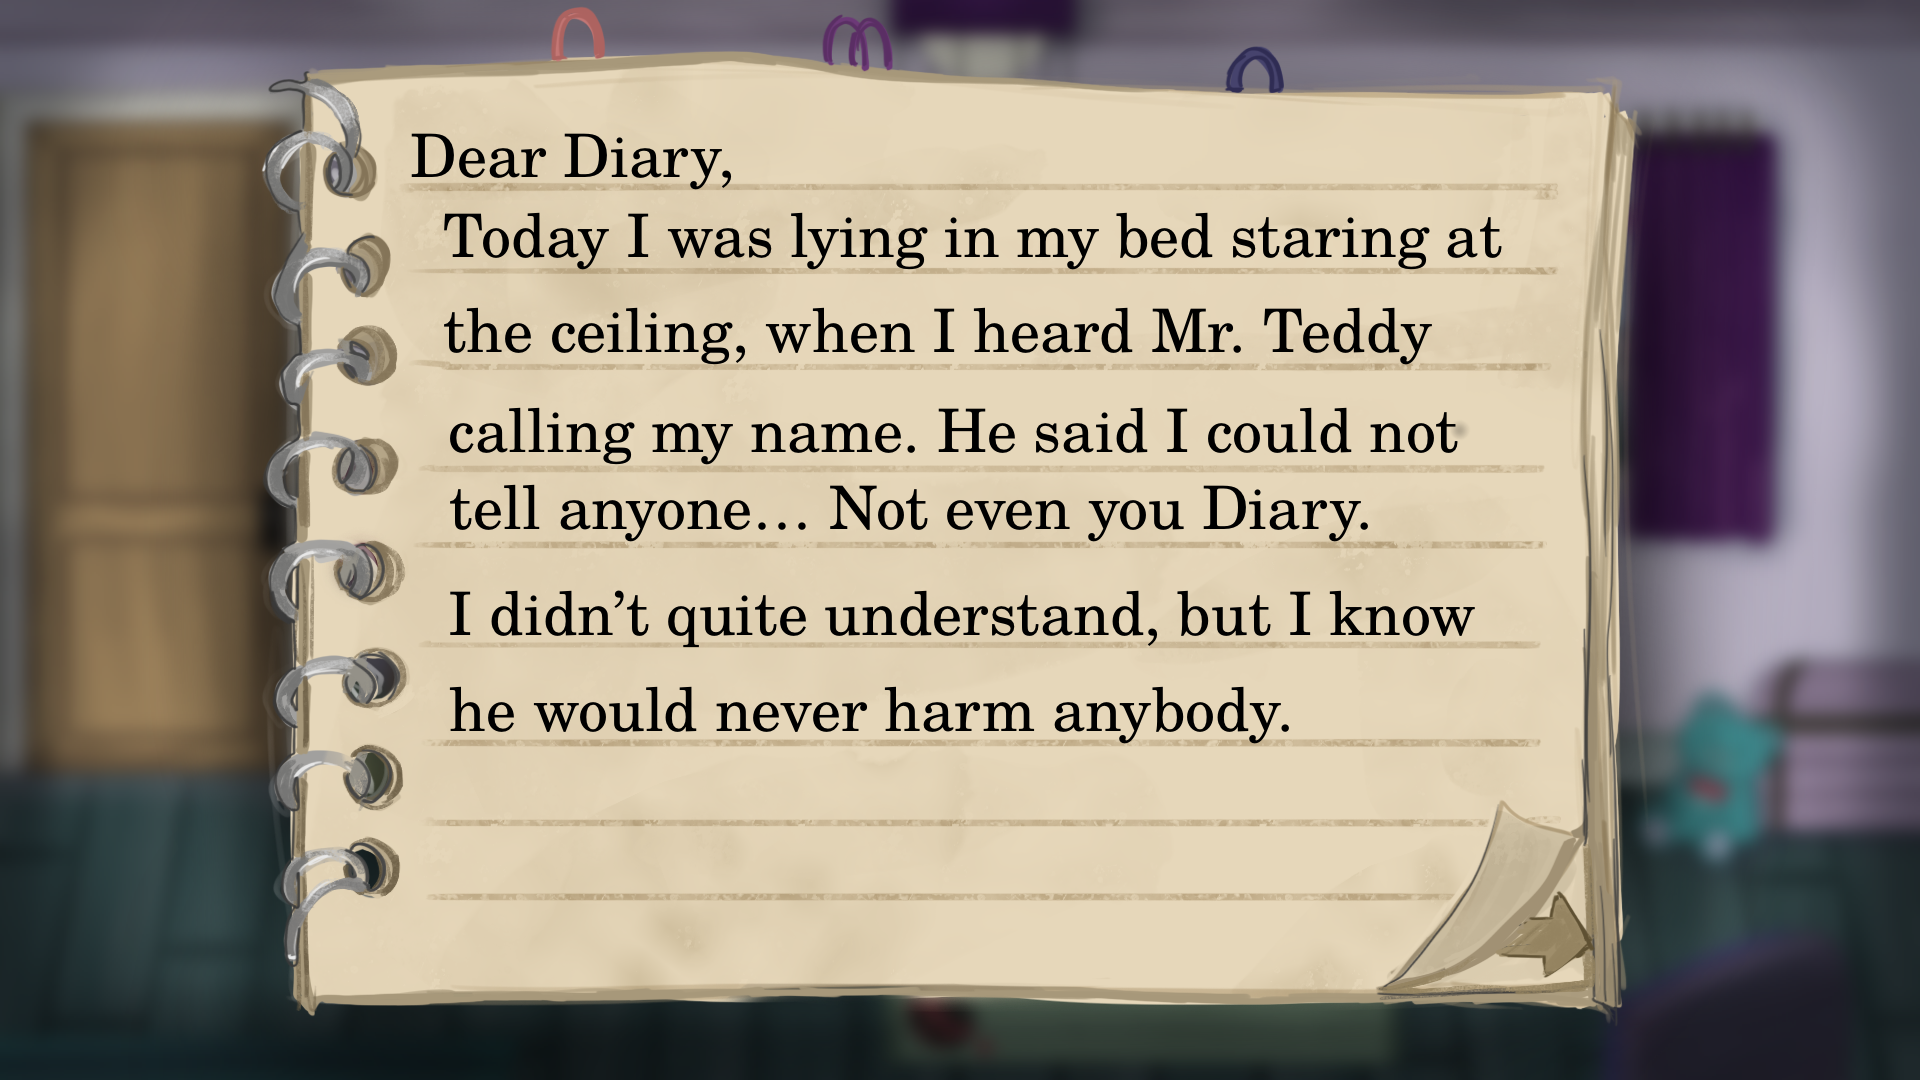 Dear Diary,
Today I was lying in my bed staring at
the ceiling, when I heard Mr. Teddy
calling my name. He said I could not
tell anyone… Not even you Diary.
I didn’t quite understand, but I know
he would never harm anybody.